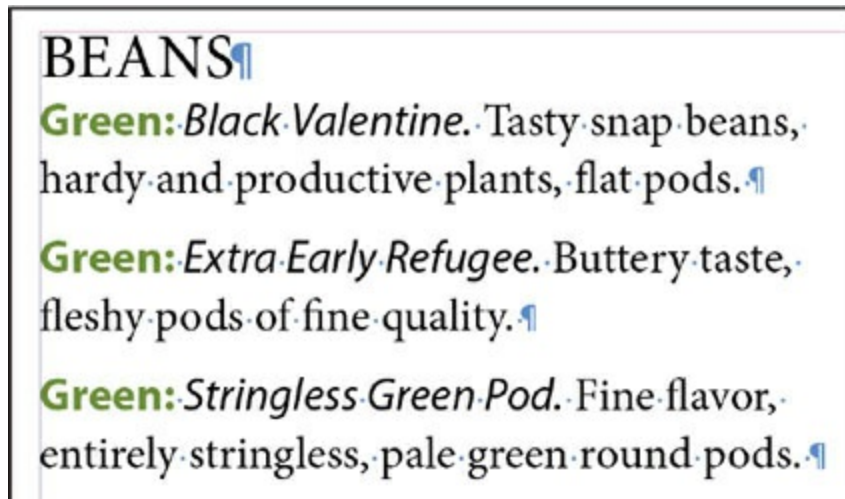 BEANS¶
Green: Black Valentine. Tasty snap beans,
hardy and productive plants, flat pods. ¶
Green: Extra Early Refugee. Buttery taste,
fleshy pods of fine quality. ¶
Green: Stringless Green Pod. Fine flavor,
entirely stringless, pale green round pods. ¶